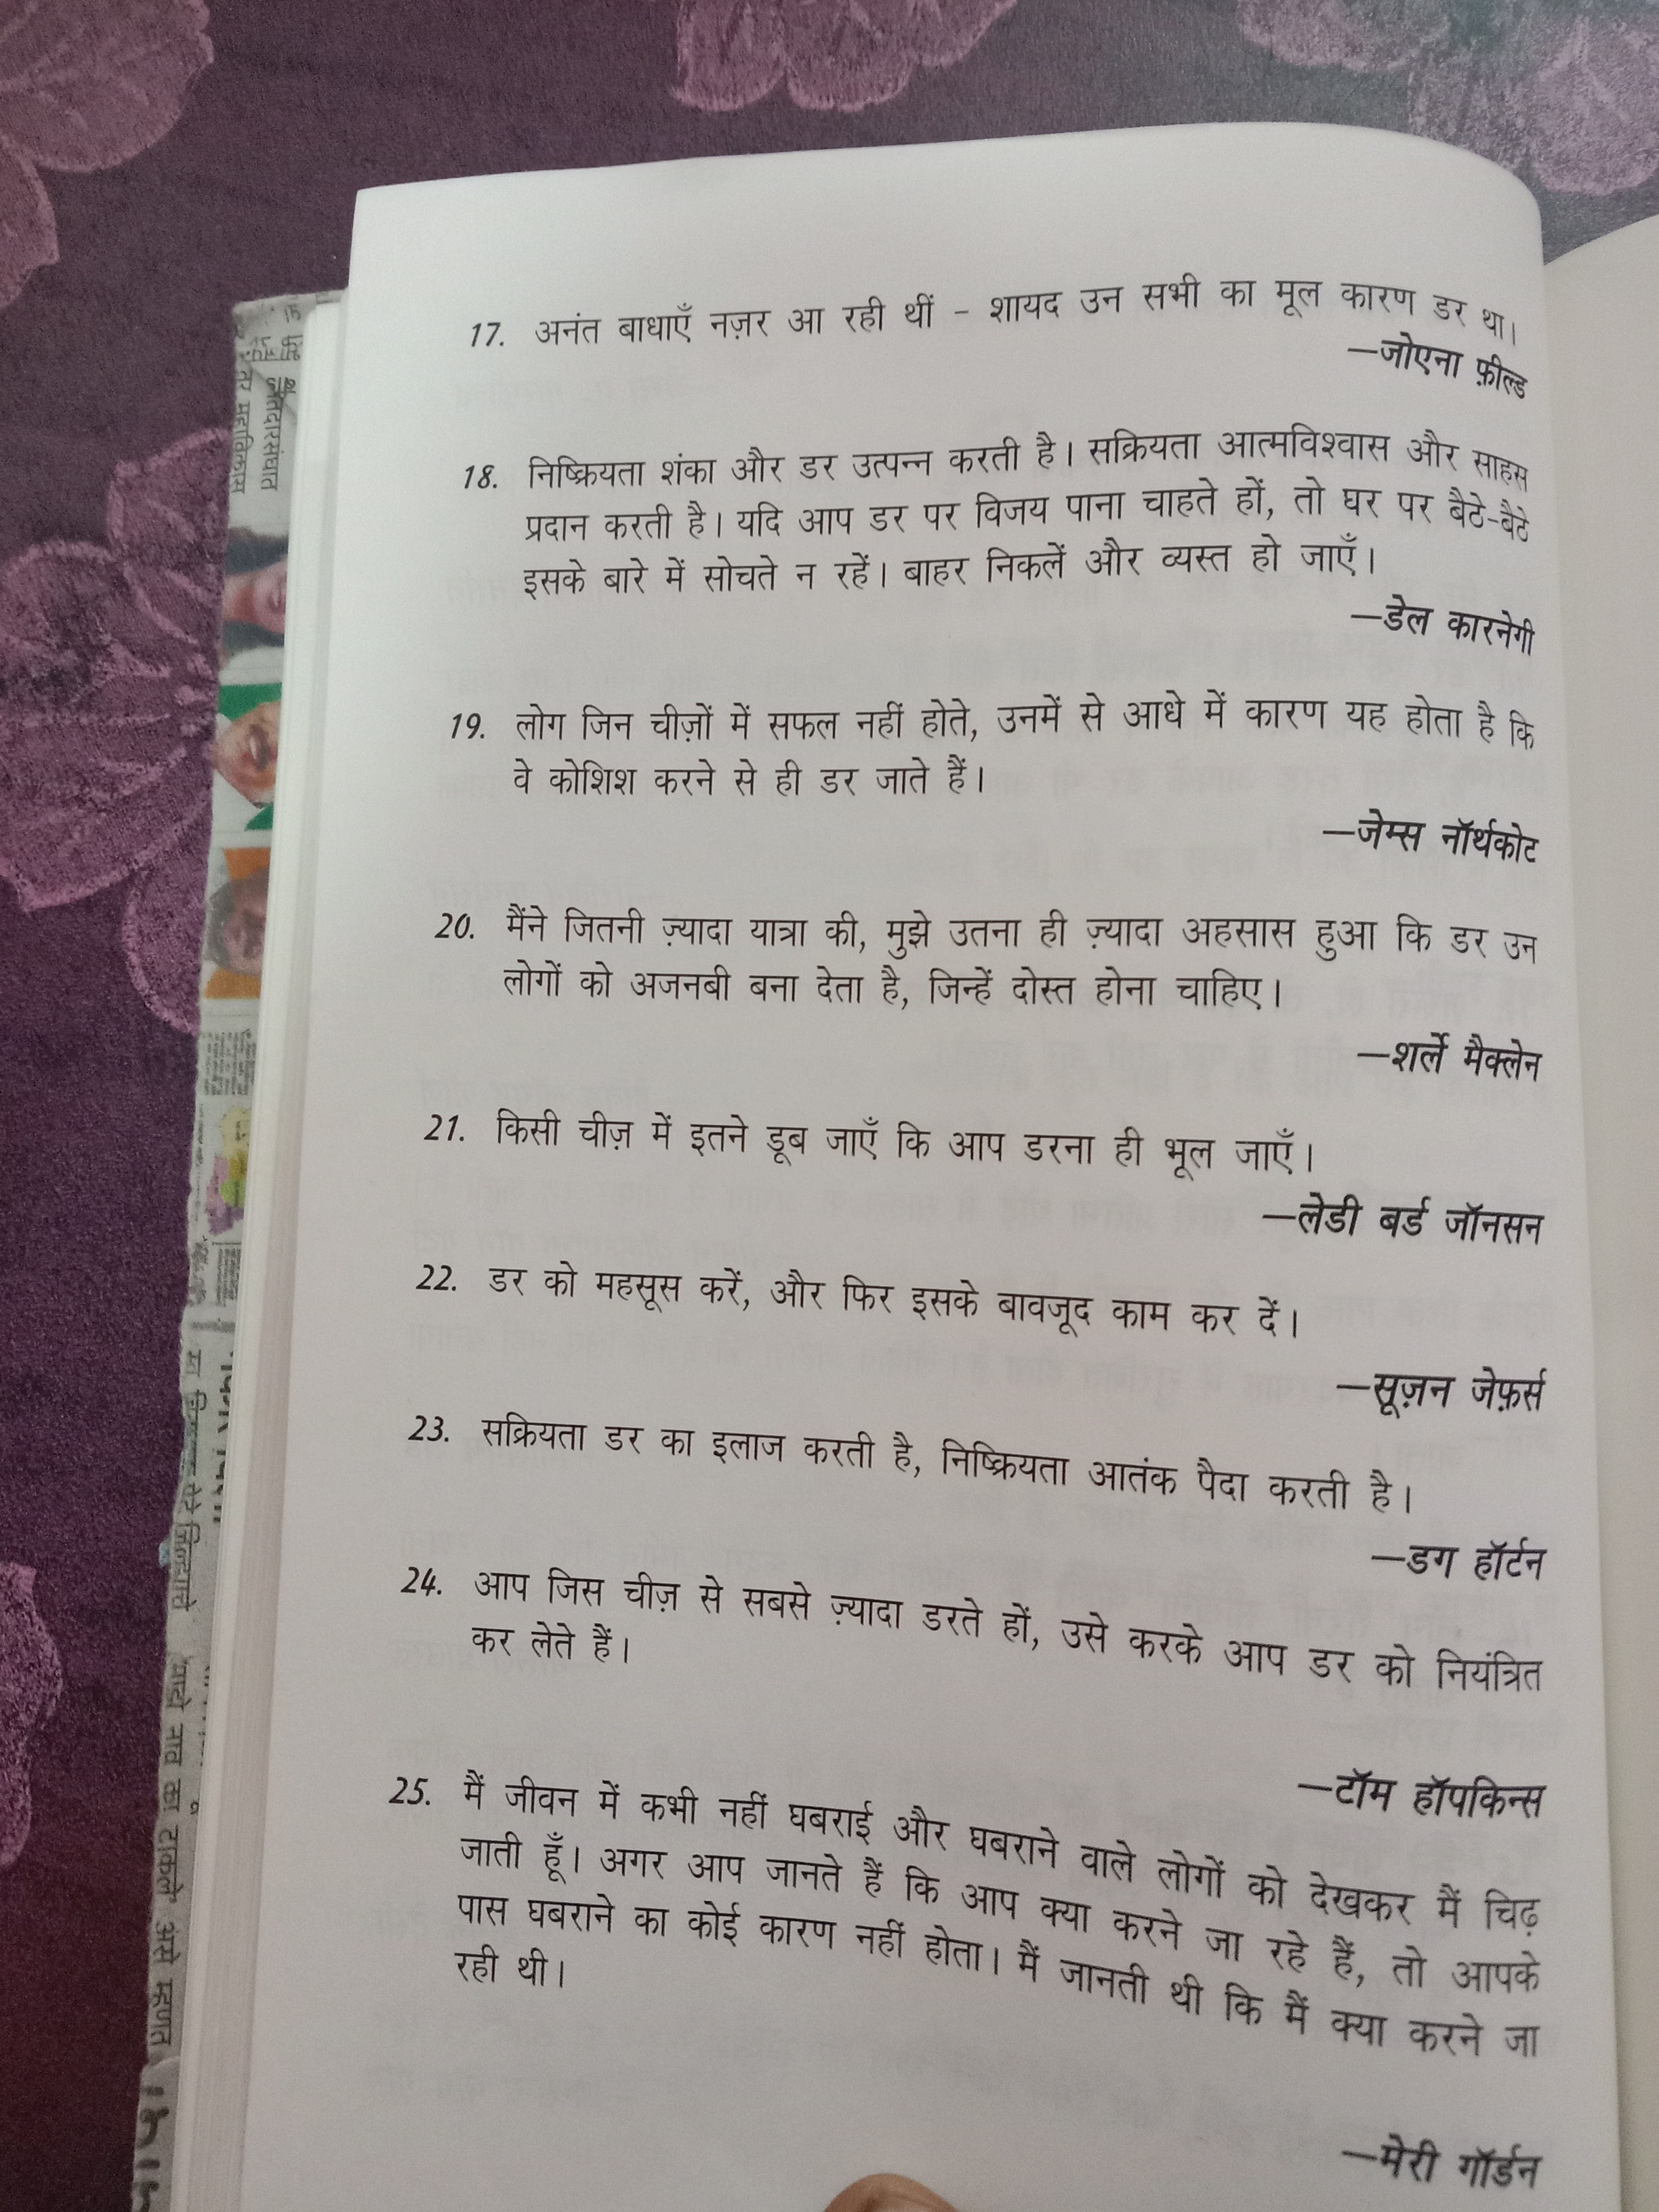 17. अनंत बाधाएँ नज़र आ रही थीं - शायद उन सभी का मूल कारण डर था।
—जोएना फ़ील्ड
18. निष्क्रियता शंका और डर उत्पन्न करती है। सक्रियता आत्मविश्वास और साहस
प्रदान करती है। यदि आप डर पर विजय पाना चाहते हों, तो घर पर बैठे-बैठे
इसके बारे में सोचते न रहें। बाहर निकलें और व्यस्त हो जाएँ।
—डेल कारनेगी
19. लोग जिन चीज़ों में सफल नहीं होते, उनमें से आधे में कारण यह होता है कि
वे कोशिश करने से ही डर जाते हैं।
—जेम्स नॉर्थकोट
20. मैंने जितनी ज़्यादा यात्रा की, मुझे उतना ही ज़्यादा अहसास हुआ कि डर उन
लोगों को अजनबी बना देता है, जिन्हें दोस्त होना चाहिए।
—शर्ले मैक्लेन
21. किसी चीज़ में इतने डूब जाएँ कि आप डरना ही भूल जाएँ।
—लेडी बर्ड जॉनसन
22. डर को महसूस करें, और फिर इसके बावजूद काम कर दें।
—सूज़न जेफ़र्स
23. सक्रियता डर का इलाज करती है, निष्क्रियता आतंक पैदा करती है।
—डग हॉर्टन
24. आप जिस चीज़ से सबसे ज़्यादा डरते हों, उसे करके आप डर को नियंत्रित
कर लेते हैं।
—टॉम हॉपकिन्स
25. मैं जीवन में कभी नहीं घबराई और घबराने वाले लोगों को देखकर मैं चिढ़
जाती हूँ। अगर आप जानते हैं कि आप क्या करने जा रहे हैं, तो आपके
पास घबराने का कोई कारण नहीं होता। मैं जानती थी कि मैं क्या करने जा
रही थी।
—मेरी गॉर्डन